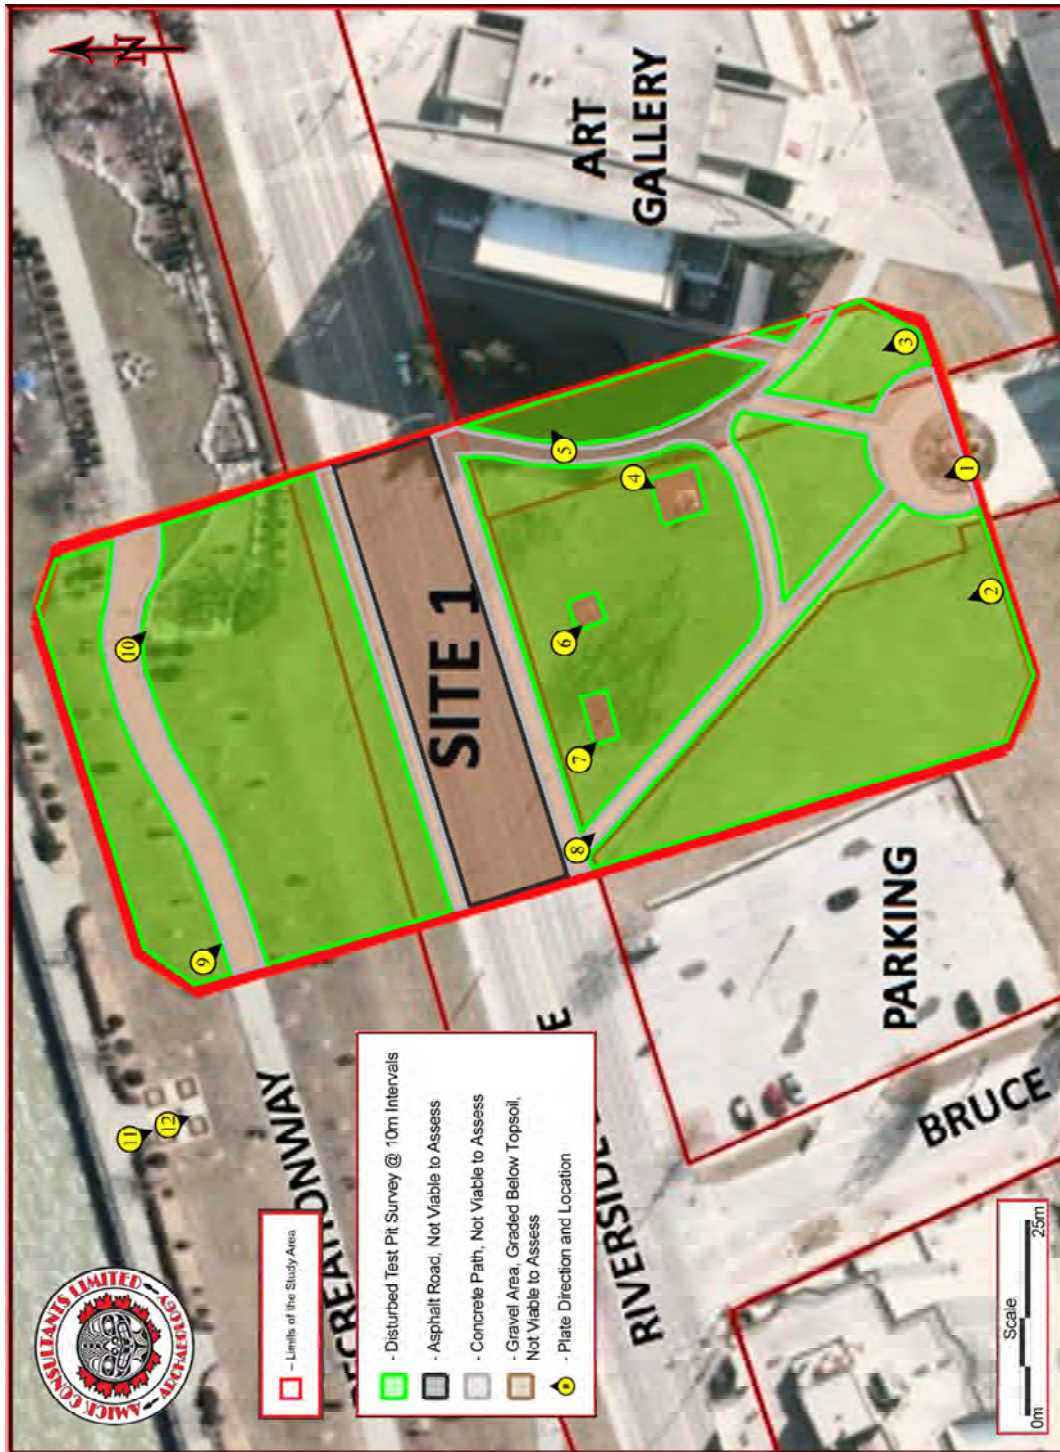 N
ART
GALLERY
SITE 1
PARKING
BRUCE
RIVERSIDE
AMICK CONSULTANTS LIMITED
ARCHAEOLOGY
- Limits of the Study Area
- Disturbed Test Pit Survey @ 10m Intervals
- Asphalt Road, Not Viable to Assess
- Concrete Path, Not Viable to Assess
- Gravel Area, Graded Below Topsoil,
Not Viable to Assess
- Plate Direction and Location
Scale
0m
25m
1
2
3
4
5
6
7
8
9
10
11
12